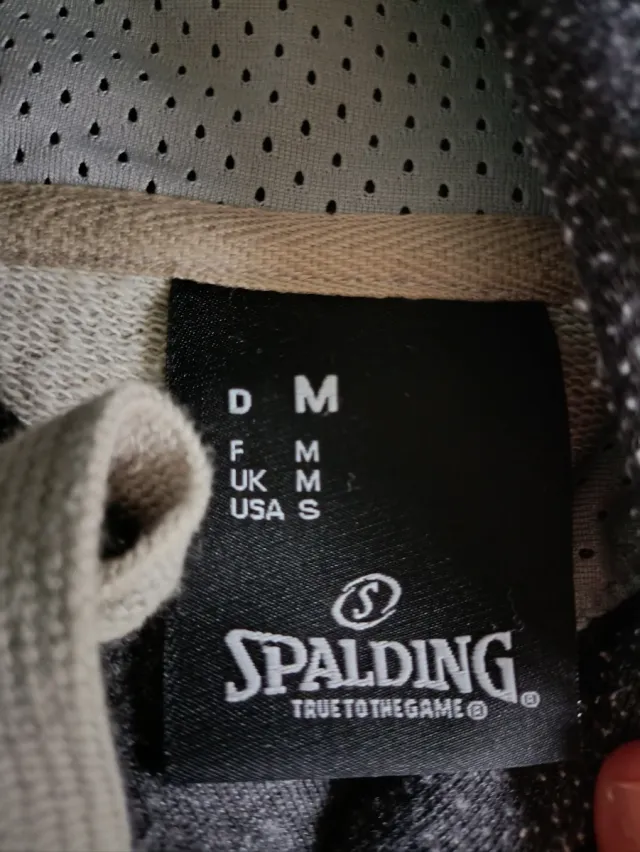 D M
F M
UK M
USA S
S
SPALDING®
TRUE TO THE GAME®